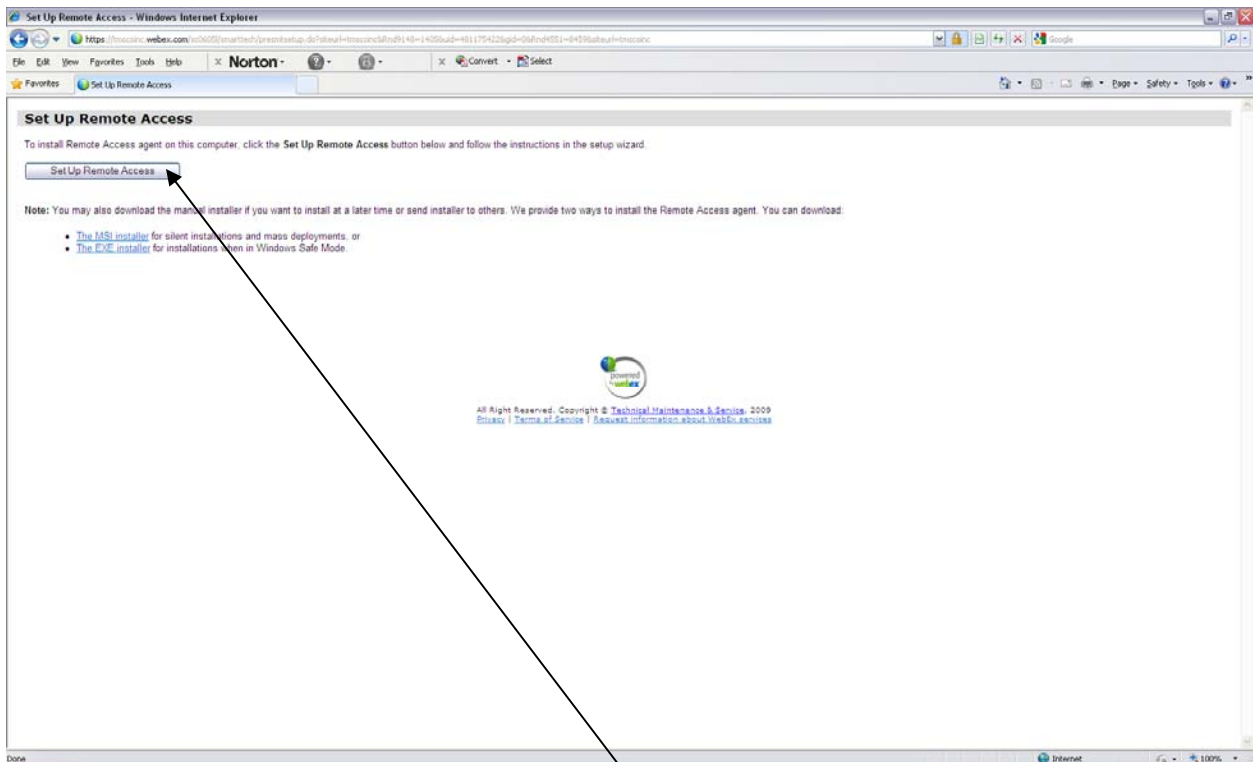 Set Up Remote Access - Windows Internet Explorer
webex.com
Google
File Edit View Favorites Tools Help x Norton - x Convert - Select
Favorites Set Up Remote Access Page Safety Tools
Set Up Remote Access
To install Remote Access agent on this computer, click the Set Up Remote Access button below and follow the instructions in the setup wizard.
Set Up Remote Access
Note: You may also download the manual installer if you want to install at a later time or send installer to others. We provide two ways to install the Remote Access agent. You can download:
The MSI installer for silent installations and mass deployments, or
The EXE installer for installations when in Windows Safe Mode.
powered
by webex
All Right Reserved. Copyright © Technical Maintenance & Service, 2009
Privacy | Terms of Service | Request information about WebEx services
Done Internet 100%